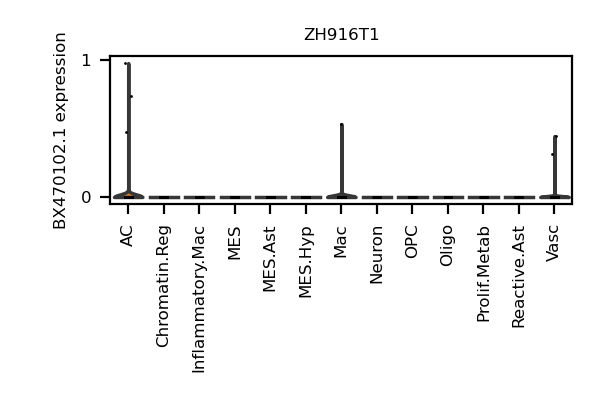 ZH916T1
BX470102.1 expression
1
0
AC
Chromatin.Reg
Inflammatory.Mac
MES
MES.Ast
MES.Hyp
Mac
Neuron
OPC
Oligo
Prolif.Metab
Reactive.Ast
Vasc